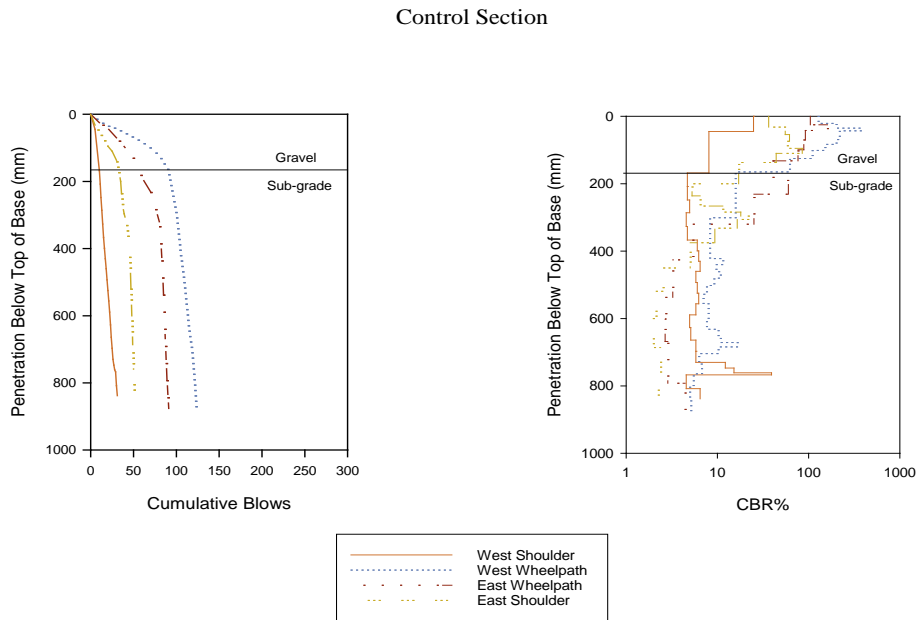 Control Section
Penetration Below Top of Base (mm)
0
200
400
600
800
1000
0
50
100
150
200
250
300
Gravel
Sub-grade
Cumulative Blows
Penetration Below Top of Base (mm)
0
200
400
600
800
1000
1
10
100
1000
Gravel
Sub-grade
CBR%
West Shoulder
West Wheelpath
East Wheelpath
East Shoulder